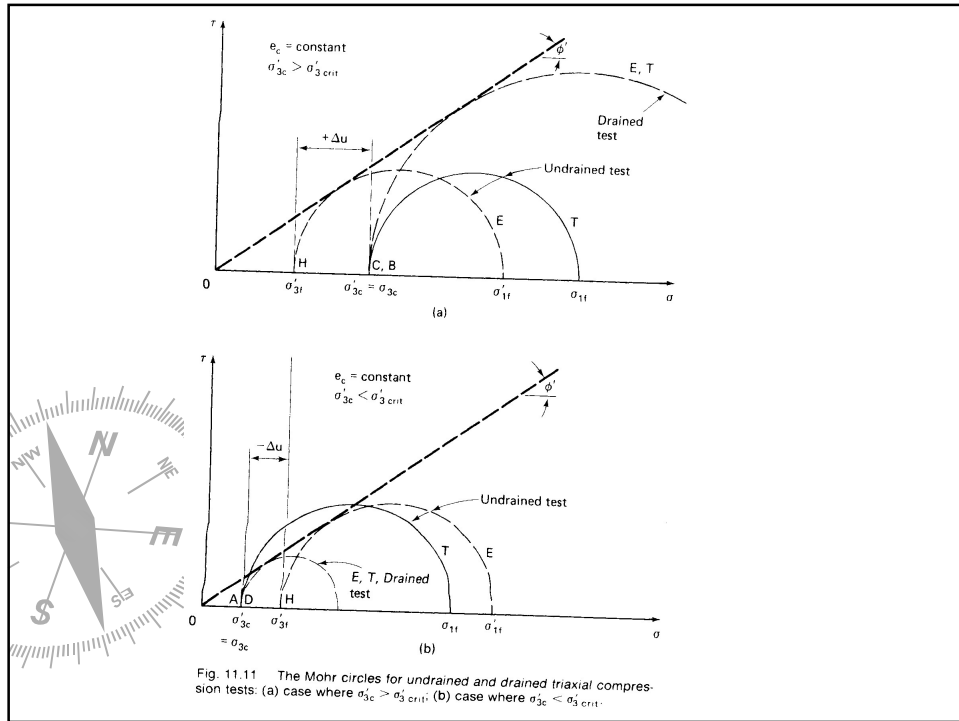 τ
e_c = constant
σ'_3c > σ'_3 crit
φ'
E, T
Drained
test
+ Δu
Undrained test
E
T
H
C, B
0
σ'_3f
σ'_3c = σ_3c
σ'_1f
σ_1f
σ
(a)
τ
e_c = constant
σ'_3c < σ'_3 crit
φ'
− Δu
Undrained test
T
E
E, T, Drained
test
A
D
H
0
σ'_3c
σ'_3f
σ_1f
σ'_1f
σ
= σ_3c
(b)
NW
N
NE
E
SE
S
Fig. 11.11 The Mohr circles for undrained and drained triaxial compres-
sion tests: (a) case where σ'_3c > σ'_3 crit; (b) case where σ'_3c < σ'_3 crit.